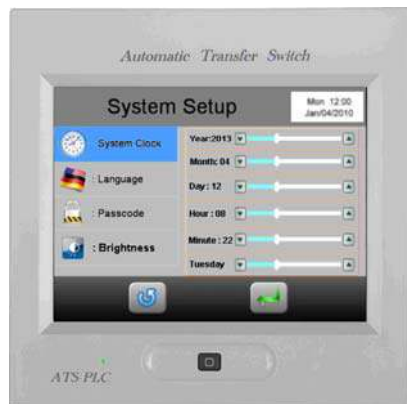 Automatic Transfer Switch
System Setup
Mon 12:00
Jan/04/2010
System Clock
: Language
: Passcode
: Brightness
Year:2013
Month: 04
Day: 12
Hour : 08
Minute : 22
Tuesday
ATS PLC